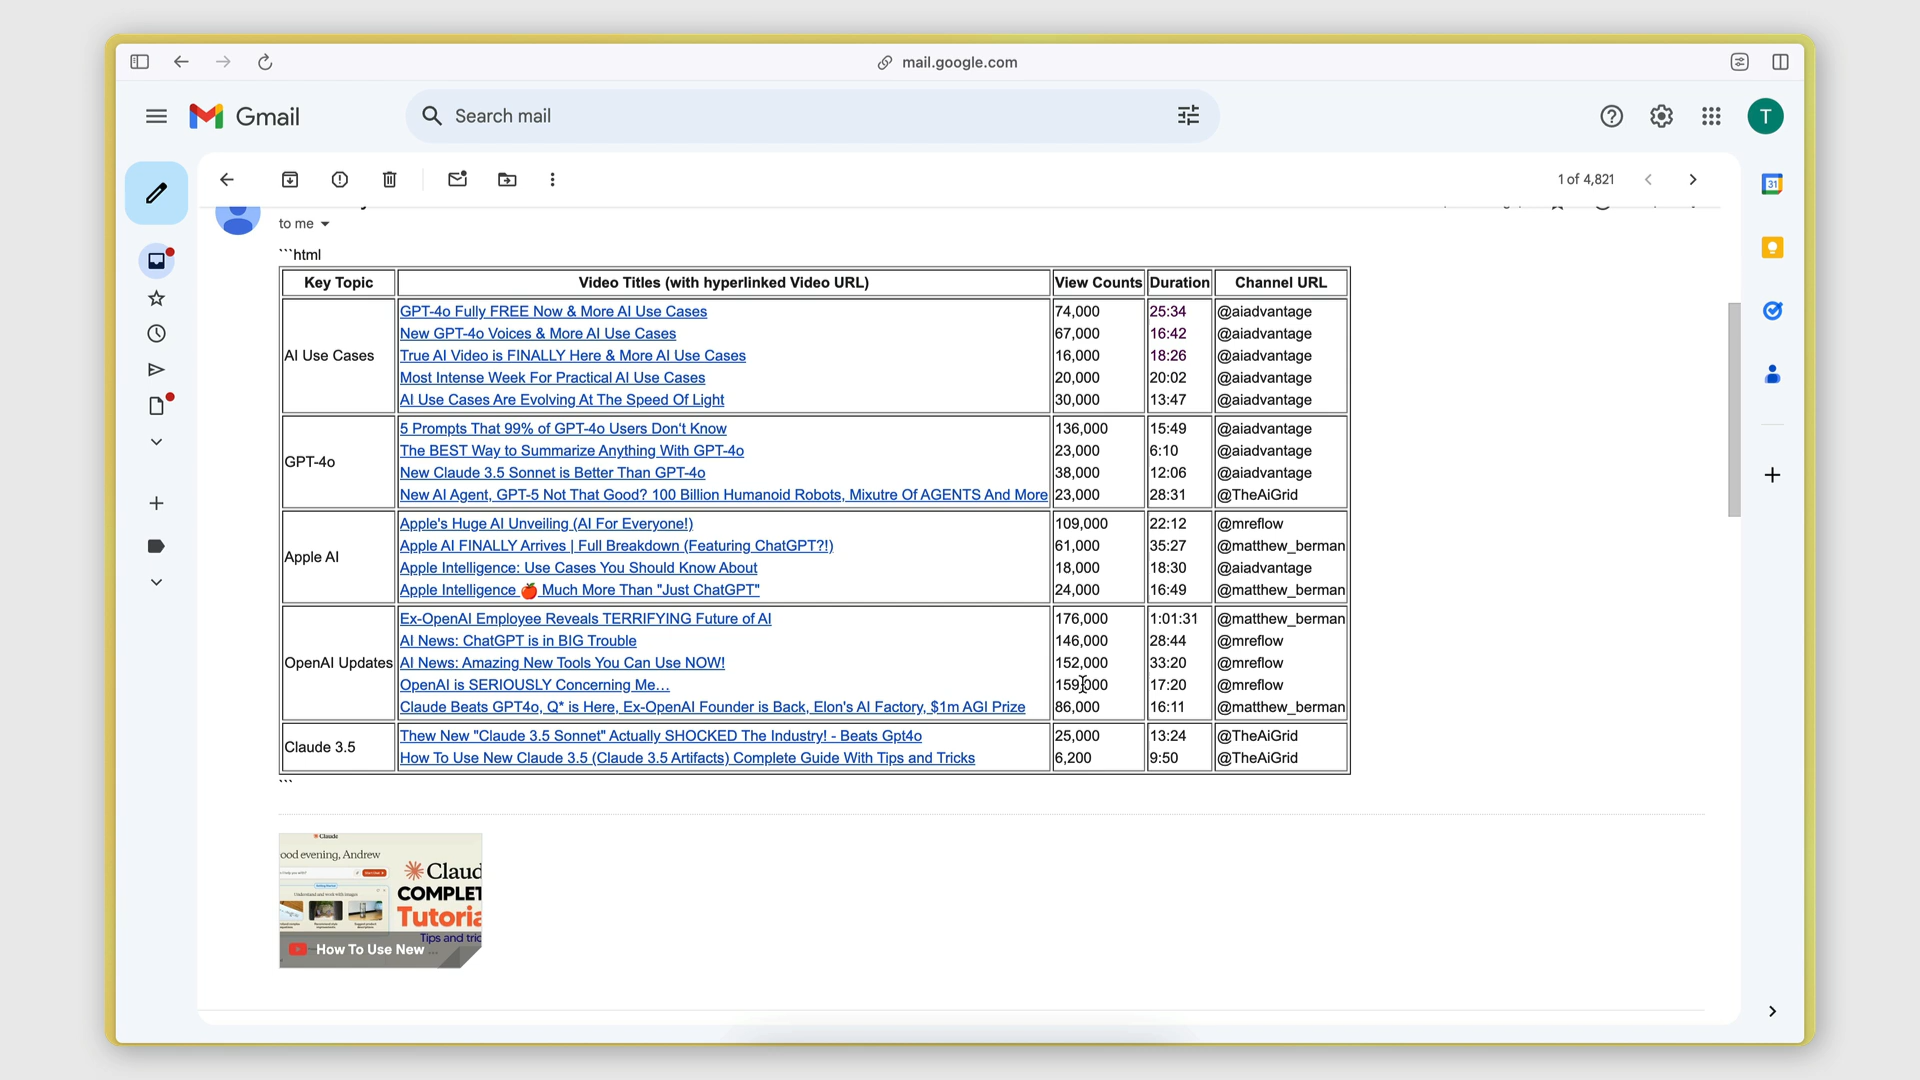 mail.google.com
Gmail
Search mail
T
1 of 4,821
31
to me
```html
Key Topic Video Titles (with hyperlinked Video URL) View Counts Duration Channel URL
AI Use Cases
GPT-4o Fully FREE Now & More AI Use Cases 74,000 25:34 @aiadvantage
New GPT-4o Voices & More AI Use Cases 67,000 16:42 @aiadvantage
True AI Video is FINALLY Here & More AI Use Cases 16,000 18:26 @aiadvantage
Most Intense Week For Practical AI Use Cases 20,000 20:02 @aiadvantage
AI Use Cases Are Evolving At The Speed Of Light 30,000 13:47 @aiadvantage
GPT-4o
5 Prompts That 99% of GPT-4o Users Don't Know 136,000 15:49 @aiadvantage
The BEST Way to Summarize Anything With GPT-4o 23,000 6:10 @aiadvantage
New Claude 3.5 Sonnet is Better Than GPT-4o 38,000 12:06 @aiadvantage
New AI Agent, GPT-5 Not That Good? 100 Billion Humanoid Robots, Mixutre Of AGENTS And More 23,000 28:31 @TheAiGrid
Apple AI
Apple's Huge AI Unveiling (AI For Everyone!) 109,000 22:12 @mreflow
Apple AI FINALLY Arrives | Full Breakdown (Featuring ChatGPT?!) 61,000 35:27 @matthew_berman
Apple Intelligence: Use Cases You Should Know About 18,000 18:30 @aiadvantage
Apple Intelligence 🍎 Much More Than "Just ChatGPT" 24,000 16:49 @matthew_berman
OpenAI Updates
Ex-OpenAI Employee Reveals TERRIFYING Future of AI 176,000 1:01:31 @matthew_berman
AI News: ChatGPT is in BIG Trouble 146,000 28:44 @mreflow
AI News: Amazing New Tools You Can Use NOW! 152,000 33:20 @mreflow
OpenAI is SERIOUSLY Concerning Me... 159,000 17:20 @mreflow
Claude Beats GPT4o, Q* is Here, Ex-OpenAI Founder is Back, Elon's AI Factory, $1m AGI Prize 86,000 16:11 @matthew_berman
Claude 3.5
Thew New "Claude 3.5 Sonnet" Actually SHOCKED The Industry! - Beats Gpt4o 25,000 13:24 @TheAiGrid
How To Use New Claude 3.5 (Claude 3.5 Artifacts) Complete Guide With Tips and Tricks 6,200 9:50 @TheAiGrid
```
Claude
ood evening, Andrew
Claud
COMPLET
Tutoria
Tips and tric
How To Use New ...